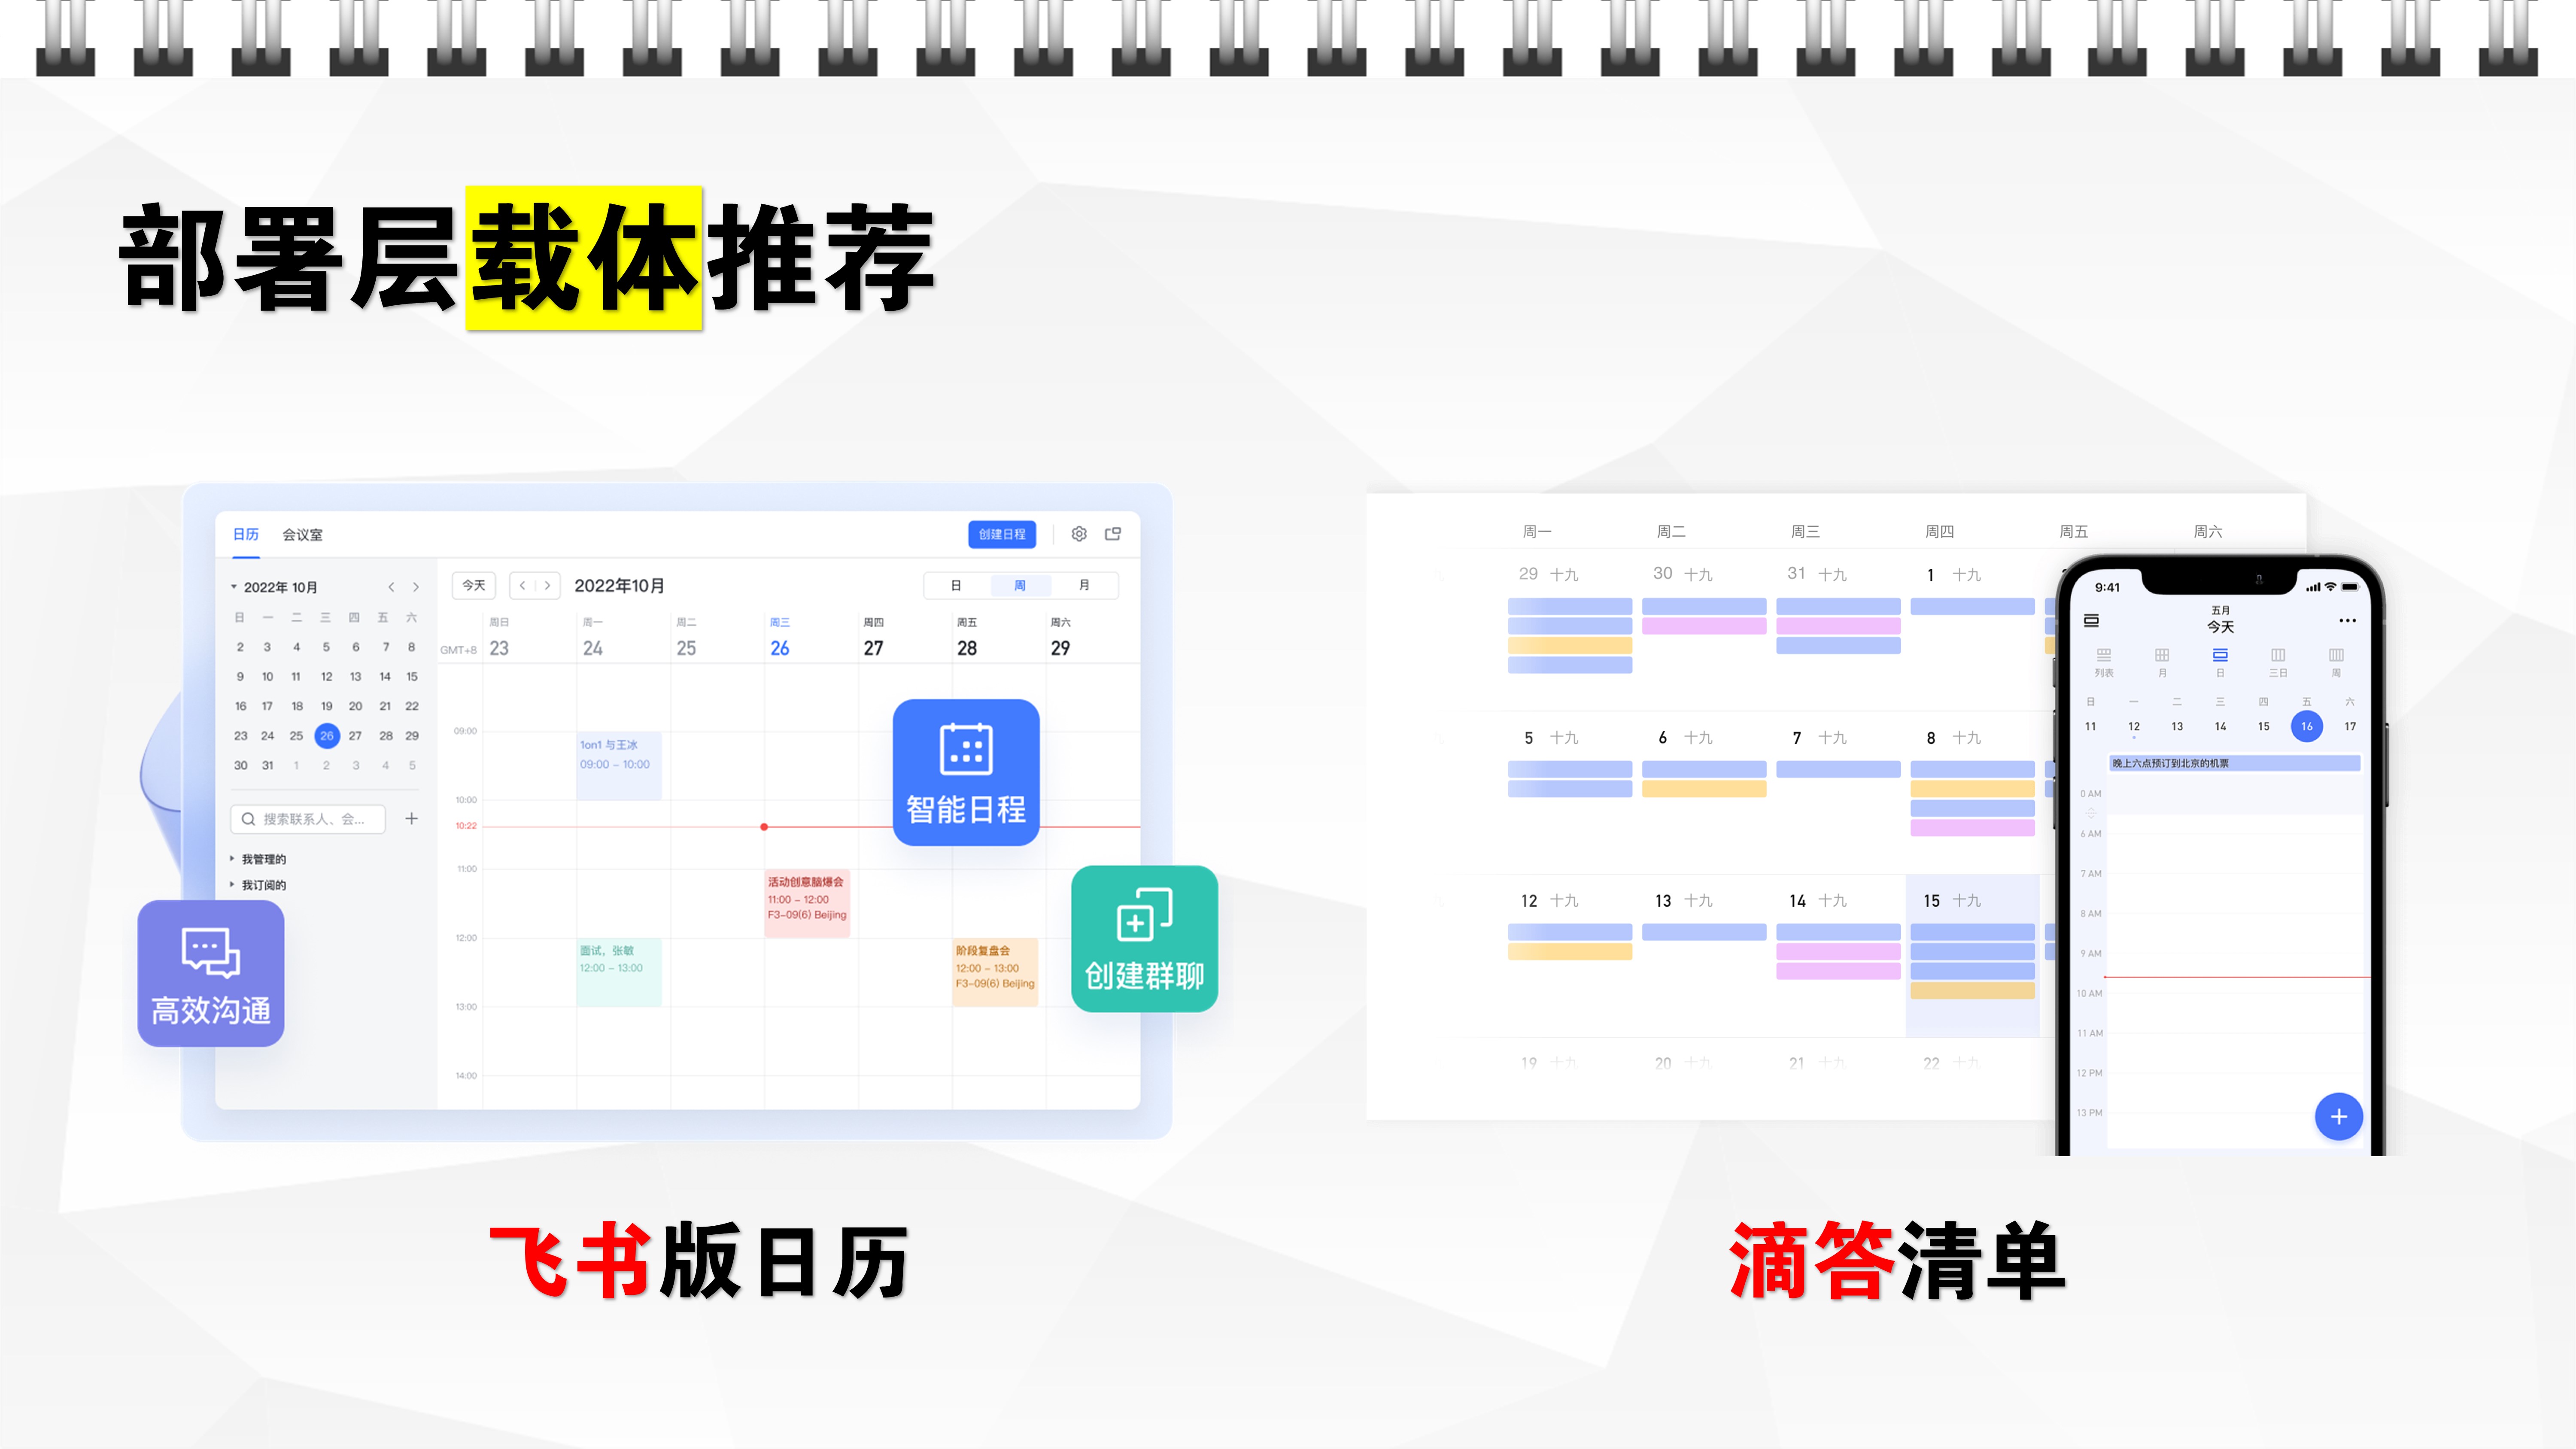 部署层载体推荐
日历 会议室 创建日程
2022年 10月
日 一 二 三 四 五 六
2 3 4 5 6 7 8
9 10 11 12 13 14 15
16 17 18 19 20 21 22
23 24 25 26 27 28 29
30 31 1 2 3 4 5
搜索联系人、会...
我管理的
我订阅的
高效沟通
今天 2022年10月 日 周 月
周日 周一 周二 周三 周四 周五 周六
GMT+8 23 24 25 26 27 28 29
09:00
1on1 与王冰
09:00 – 10:00
10:00
10:22
智能日程
11:00
活动创意脑爆会
11:00 – 12:00
F3-09(6) Beijing
12:00
面试，张敏
12:00 – 13:00
阶段复盘会
12:00 – 13:00
F3-09(6) Beijing
创建群聊
13:00
14:00
飞书版日历
周一 周二 周三 周四 周五 周六
29 十九 30 十九 31 十九 1 十九
5 十九 6 十九 7 十九 8 十九
12 十九 13 十九 14 十九 15 十九
19 十九 20 十九 21 十九 22 十九
9:41
五月
今天
列表 月 日 三日 周
日 一 二 三 四 五 六
11 12 13 14 15 16 17
晚上六点预订到北京的机票
0 AM
6 AM
7 AM
8 AM
9 AM
10 AM
11 AM
12 PM
13 PM
滴答清单